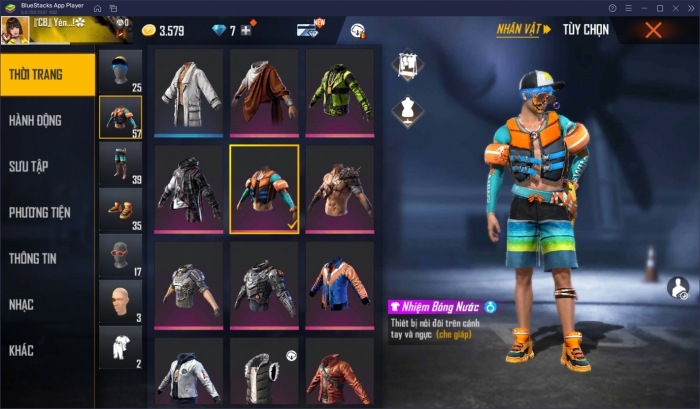 BlueStacks App Player
『CB』Yên...!✿
0
3.579
7
NEW
NHÂN VẬT
TÙY CHỌN
THỜI TRANG
HÀNH ĐỘNG
SƯU TẬP
PHƯƠNG TIỆN
THÔNG TIN
NHẠC
KHÁC
25
57
39
35
17
3
2
Nhiệm Bóng Nước
Thiết bị nổi đôi trên cánh
tay và ngực (che giáp)